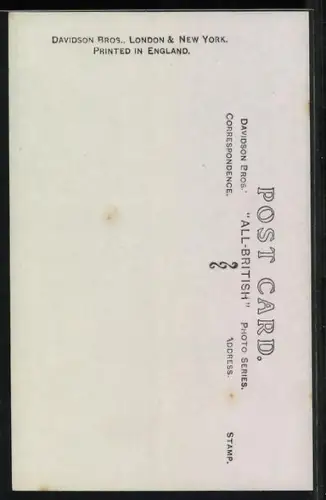 DAVIDSON BROS., LONDON & NEW YORK.
PRINTED IN ENGLAND.
POST CARD.
DAVIDSON BROS.' "ALL-BRITISH" PHOTO SERIES.
CORRESPONDENCE. ADDRESS. STAMP.